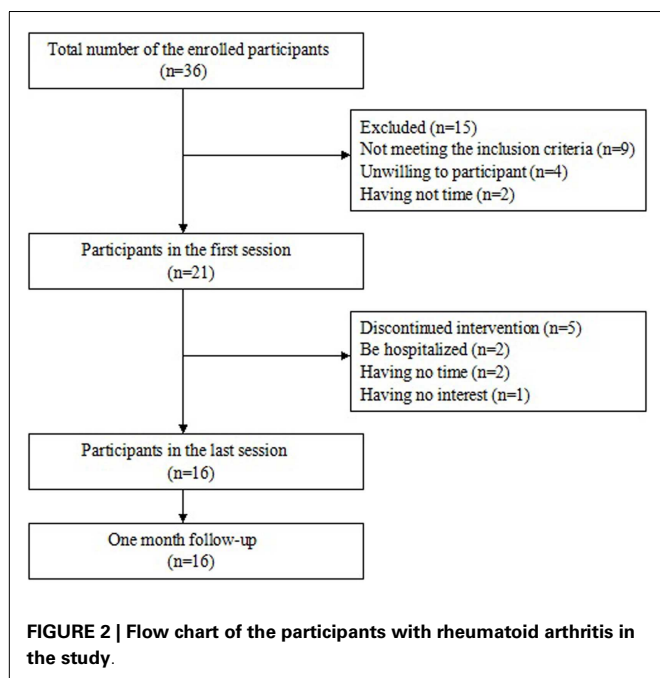 Total number of the enrolled participants
(n=36)
Excluded (n=15)
Not meeting the inclusion criteria (n=9)
Unwilling to participant (n=4)
Having not time (n=2)
Participants in the first session
(n=21)
Discontinued intervention (n=5)
Be hospitalized (n=2)
Having no time (n=2)
Having no interest (n=1)
Participants in the last session
(n=16)
One month follow-up
(n=16)
FIGURE 2 | Flow chart of the participants with rheumatoid arthritis in
the study.